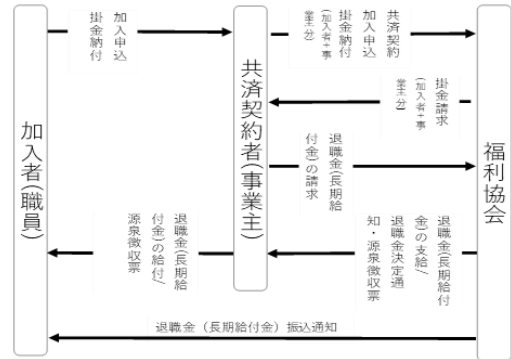 加入者(職員)
加入申込
掛金納付
共済契約者(事業主)
共済契約
加入申込
掛金納付
(加入者+事
業主分)
掛金請求
(加入者+事
業主分)
退職金(長期給
付金)の請求
退職金(長期給付
金)の支給/
退職金決定通
知・源泉徴収票
退職金(長期給
付金)の給付/
源泉徴収票
福利協会
退職金（長期給付金）振込通知